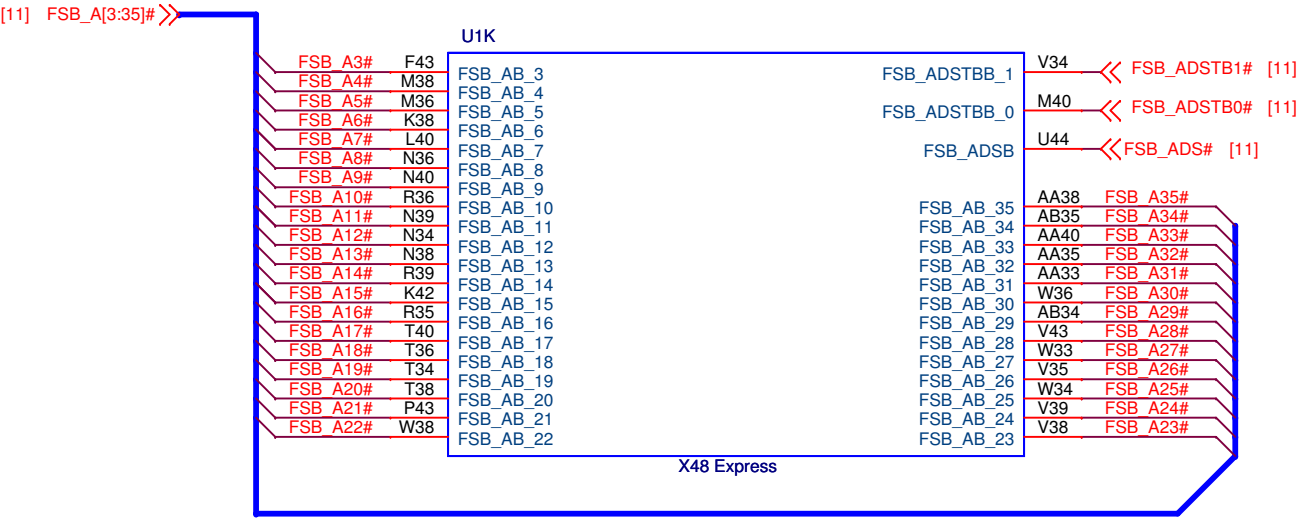 [11] FSB_A[3:35]#
U1K
FSB_A3# F43 FSB_AB_3
FSB_A4# M38 FSB_AB_4
FSB_A5# M36 FSB_AB_5
FSB_A6# K38 FSB_AB_6
FSB_A7# L40 FSB_AB_7
FSB_A8# N36 FSB_AB_8
FSB_A9# N40 FSB_AB_9
FSB_A10# R36 FSB_AB_10
FSB_A11# N39 FSB_AB_11
FSB_A12# N34 FSB_AB_12
FSB_A13# N38 FSB_AB_13
FSB_A14# R39 FSB_AB_14
FSB_A15# K42 FSB_AB_15
FSB_A16# R35 FSB_AB_16
FSB_A17# T40 FSB_AB_17
FSB_A18# T36 FSB_AB_18
FSB_A19# T34 FSB_AB_19
FSB_A20# T38 FSB_AB_20
FSB_A21# P43 FSB_AB_21
FSB_A22# W38 FSB_AB_22
FSB_ADSTBB_1 V34 FSB_ADSTB1# [11]
FSB_ADSTBB_0 M40 FSB_ADSTB0# [11]
FSB_ADSB U44 FSB_ADS# [11]
FSB_AB_35 AA38 FSB_A35#
FSB_AB_34 AB35 FSB_A34#
FSB_AB_33 AA40 FSB_A33#
FSB_AB_32 AA35 FSB_A32#
FSB_AB_31 AA33 FSB_A31#
FSB_AB_30 W36 FSB_A30#
FSB_AB_29 AB34 FSB_A29#
FSB_AB_28 V43 FSB_A28#
FSB_AB_27 W33 FSB_A27#
FSB_AB_26 V35 FSB_A26#
FSB_AB_25 W34 FSB_A25#
FSB_AB_24 V39 FSB_A24#
FSB_AB_23 V38 FSB_A23#
X48 Express